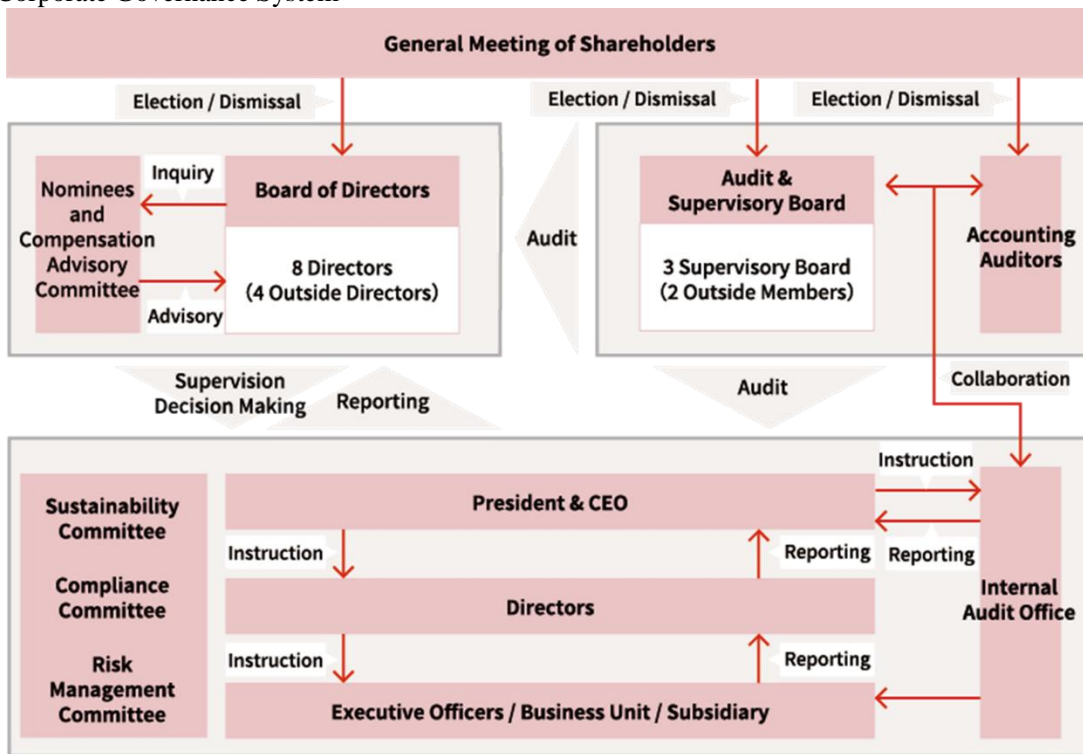 Corporate Governance System
General Meeting of Shareholders
Election / Dismissal
Election / Dismissal
Election / Dismissal
Nominees
and
Compensation
Advisory
Committee
Inquiry
Advisory
Board of Directors
8 Directors
(4 Outside Directors)
Audit
Audit &
Supervisory Board
3 Supervisory Board
(2 Outside Members)
Accounting
Auditors
Supervision
Decision Making
Reporting
Audit
Collaboration
Sustainability
Committee
Compliance
Committee
Risk
Management
Committee
President & CEO
Instruction
Reporting
Instruction
Reporting
Directors
Instruction
Reporting
Executive Officers / Business Unit / Subsidiary
Internal
Audit Office